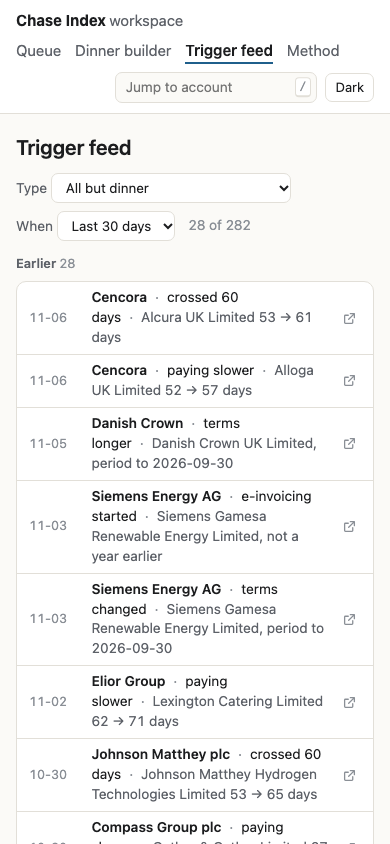 Chase Index workspace
Queue Dinner builder Trigger feed Method
Jump to account / Dark
Trigger feed
Type All but dinner
When Last 30 days 28 of 282
Earlier 28
11-06 Cencora · crossed 60
days · Alcura UK Limited 53 → 61
days
11-06 Cencora · paying slower · Alloga
UK Limited 52 → 57 days
11-05 Danish Crown · terms
longer · Danish Crown UK Limited,
period to 2026-09-30
11-03 Siemens Energy AG · e-invoicing
started · Siemens Gamesa
Renewable Energy Limited, not a
year earlier
11-03 Siemens Energy AG · terms
changed · Siemens Gamesa
Renewable Energy Limited, period to
2026-09-30
11-02 Elior Group · paying
slower · Lexington Catering Limited
62 → 71 days
10-30 Johnson Matthey plc · crossed 60
days · Johnson Matthey Hydrogen
Technologies Limited 53 → 65 days
Compass Group plc · paying